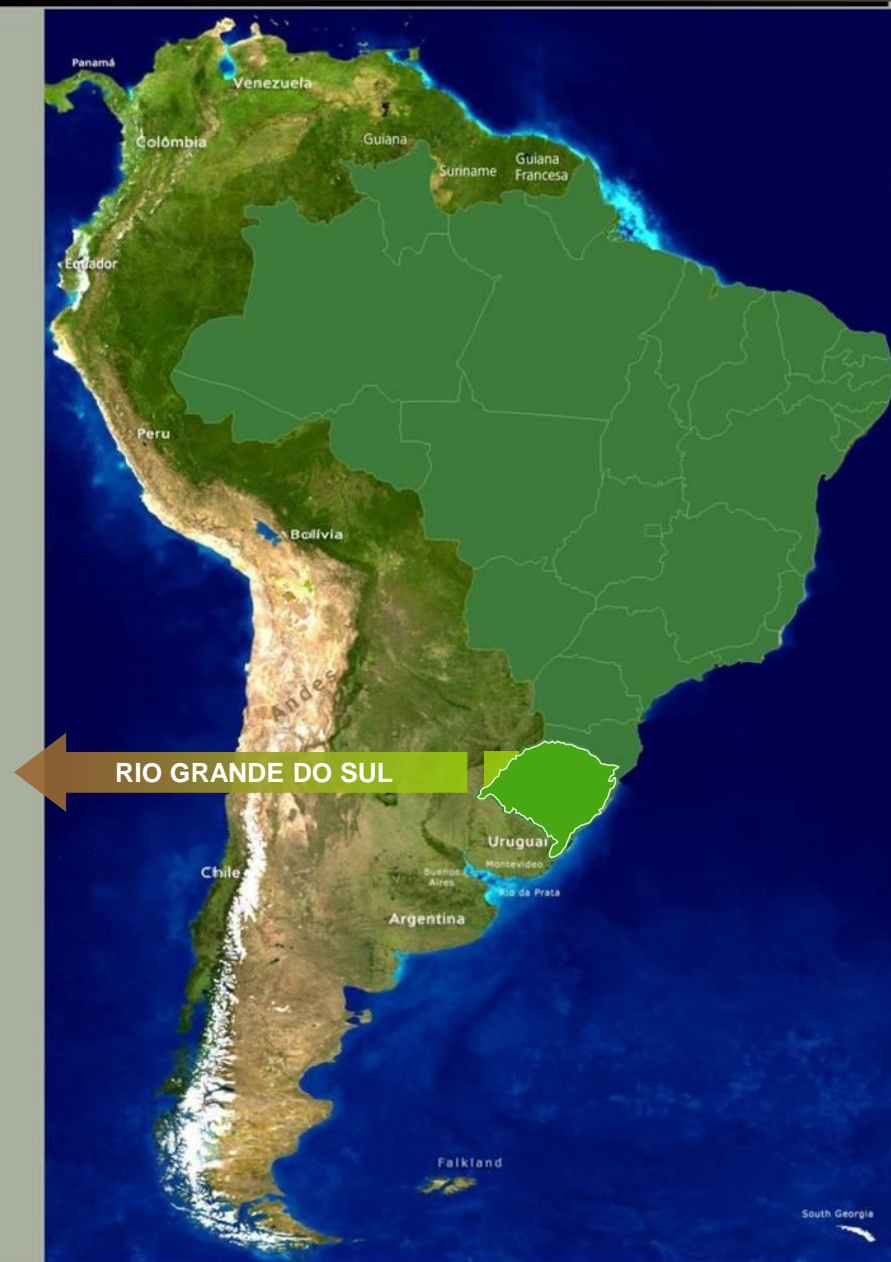 Panamá
Venezuela
Colômbia
Guiana
Suriname
Guiana
Francesa
Equador
Peru
Bolívia
Andes
RIO GRANDE DO SUL
Uruguai
Montevideo
Chile
Buenos
Aires
Rio da Prata
Argentina
Falkland
South Georgia